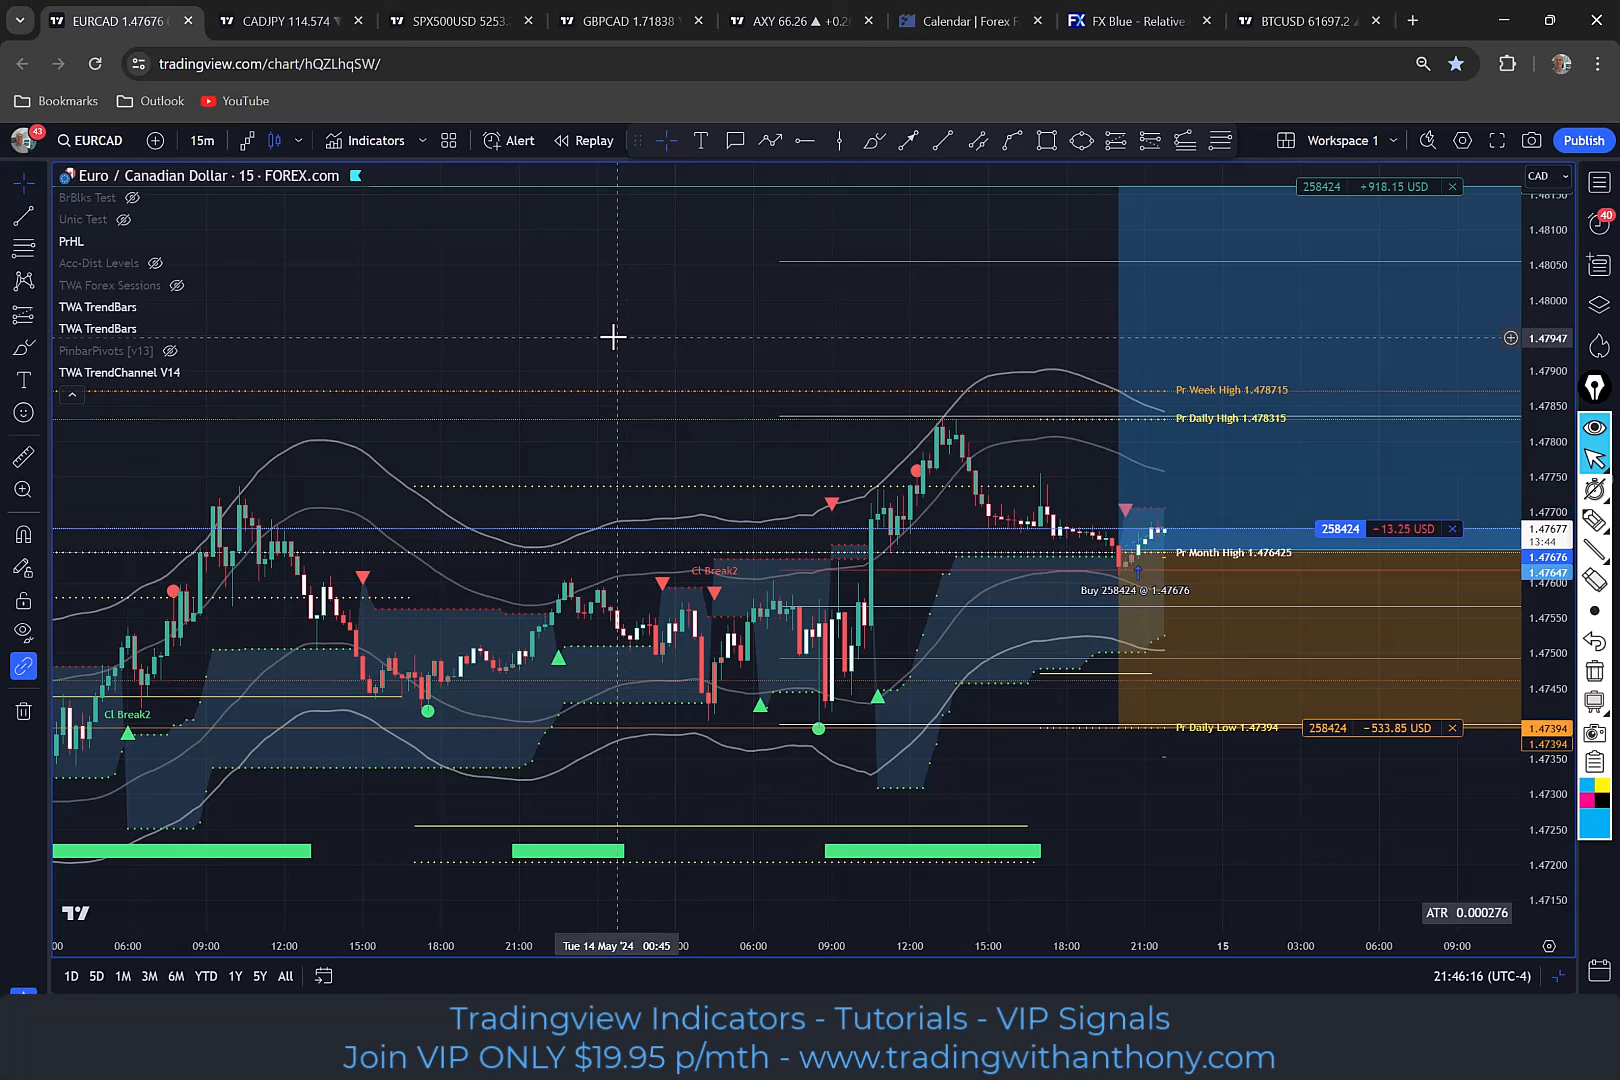 EURCAD 1.47676
CADJPY 114.574
SPX500USD 5253.
GBPCAD 1.71838
AXY 66.26 ▲ +0.2
Calendar | Forex F
FX Blue - Relative
BTCUSD 61697.2
tradingview.com/chart/hQZLhqSW/
Bookmarks
Outlook
YouTube
43
EURCAD
15m
Indicators
Alert
Replay
Workspace 1
Publish
Euro / Canadian Dollar · 15 · FOREX.com
BrBlks Test
Unic Test
PrHL
Acc-Dist Levels
TWA Forex Sessions
TWA TrendBars
TWA TrendBars
PinbarPivots [v13]
TWA TrendChannel V14
CAD
40
258424 +918.15 USD
1.48150
1.48100
1.48050
1.48000
1.47947
1.47900
1.47850
1.47800
1.47750
1.47700
1.47677
13:44
1.47676
1.47647
1.47600
1.47550
1.47500
1.47450
1.47394
1.47394
1.47350
1.47300
1.47250
1.47200
1.47150
Pr Week High 1.478715
Pr Daily High 1.478315
258424 −13.25 USD
Pr Month High 1.476425
Cl Break2
Buy 258424 @ 1.47676
Cl Break2
Pr Daily Low 1.47394
258424 −533.85 USD
ATR 0.000276
:00 06:00 09:00 12:00 15:00 18:00 21:00 Tue 14 May '24 00:45 :00 06:00 09:00 12:00 15:00 18:00 21:00 15 03:00 06:00 09:00
1D 5D 1M 3M 6M YTD 1Y 5Y All
21:46:16 (UTC-4)
Tradingview Indicators - Tutorials - VIP Signals
Join VIP ONLY $19.95 p/mth - www.tradingwithanthony.com